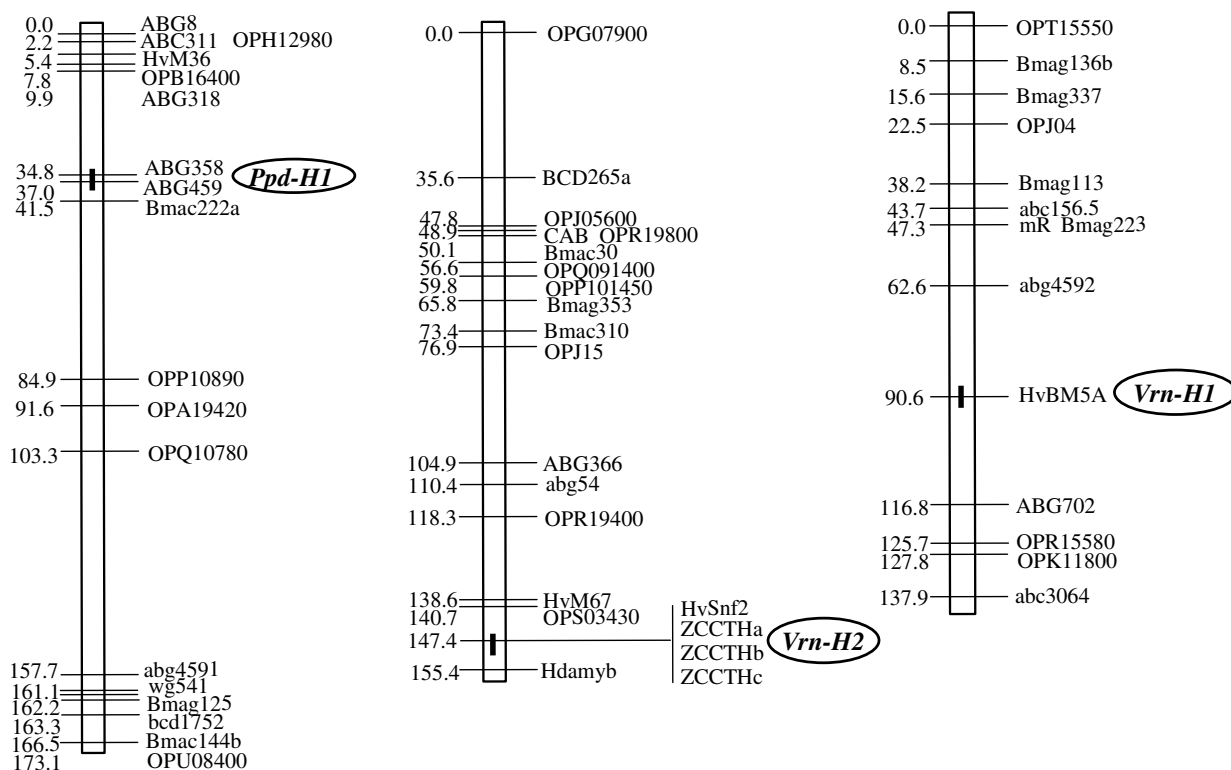 0.0 ABG8
2.2 ABC311 OPH12980
5.4 HvM36
7.8 OPB16400
9.9 ABG318
34.8 ABG358 Ppd-H1
37.0 ABG459
41.5 Bmac222a
84.9 OPP10890
91.6 OPA19420
103.3 OPQ10780
157.7 abg4591
161.1 wg541
162.2 Bmag125
163.3 bcd1752
166.5 Bmac144b
173.1 OPU08400
0.0 OPG07900
35.6 BCD265a
47.8 OPJ05600
48.9 CAB OPR19800
50.1 Bmac30
56.6 OPQ091400
59.8 OPP101450
65.8 Bmag353
73.4 Bmac310
76.9 OPJ15
104.9 ABG366
110.4 abg54
118.3 OPR19400
138.6 HvM67
140.7 OPS03430
147.4
HvSnf2
ZCCTHa
ZCCTHb
ZCCTHc
Vrn-H2
155.4 Hdamyb
0.0 OPT15550
8.5 Bmag136b
15.6 Bmag337
22.5 OPJ04
38.2 Bmag113
43.7 abc156.5
47.3 mR Bmag223
62.6 abg4592
90.6 HvBM5A Vrn-H1
116.8 ABG702
125.7 OPR15580
127.8 OPK11800
137.9 abc3064